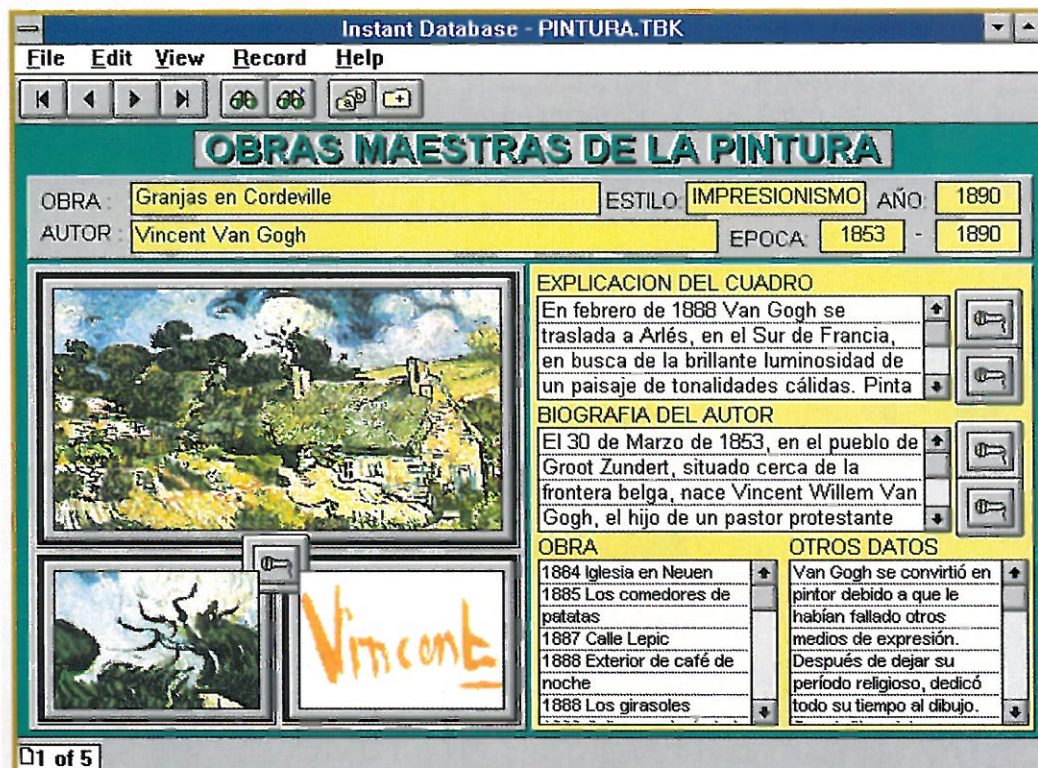 Instant Database - PINTURA.TBK
File Edit View Record Help
OBRAS MAESTRAS DE LA PINTURA
OBRA : Granjas en Cordeville ESTILO: IMPRESIONISMO AÑO: 1890
AUTOR : Vincent Van Gogh EPOCA: 1853 - 1890
EXPLICACION DEL CUADRO
En febrero de 1888 Van Gogh se
traslada a Arlés, en el Sur de Francia,
en busca de la brillante luminosidad de
un paisaje de tonalidades cálidas. Pinta
BIOGRAFIA DEL AUTOR
El 30 de Marzo de 1853, en el pueblo de
Groot Zundert, situado cerca de la
frontera belga, nace Vincent Willem Van
Gogh, el hijo de un pastor protestante
Vincent
OBRA
1884 Iglesia en Neuen
1885 Los comedores de
patatas
1887 Calle Lepic
1888 Exterior de café de
noche
1888 Los girasoles
OTROS DATOS
Van Gogh se convirtió en
pintor debido a que le
habían fallado otros
medios de expresión.
Después de dejar su
período religioso, dedicó
todo su tiempo al dibujo.
1 of 5